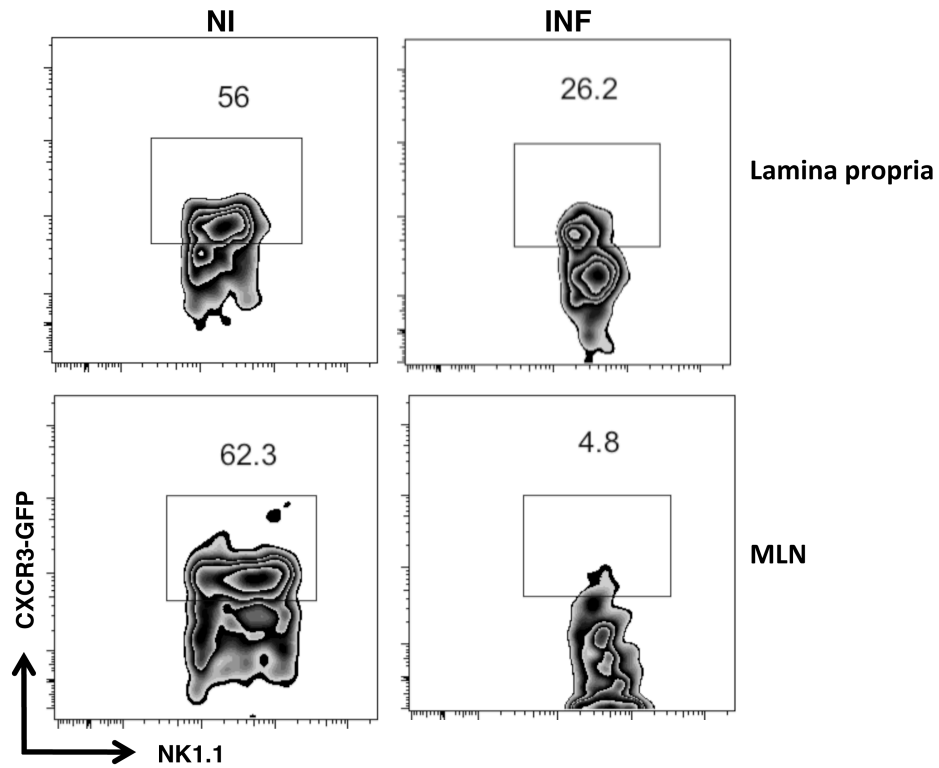 NI
INF
56
26.2
Lamina propria
62.3
4.8
MLN
CXCR3-GFP
NK1.1